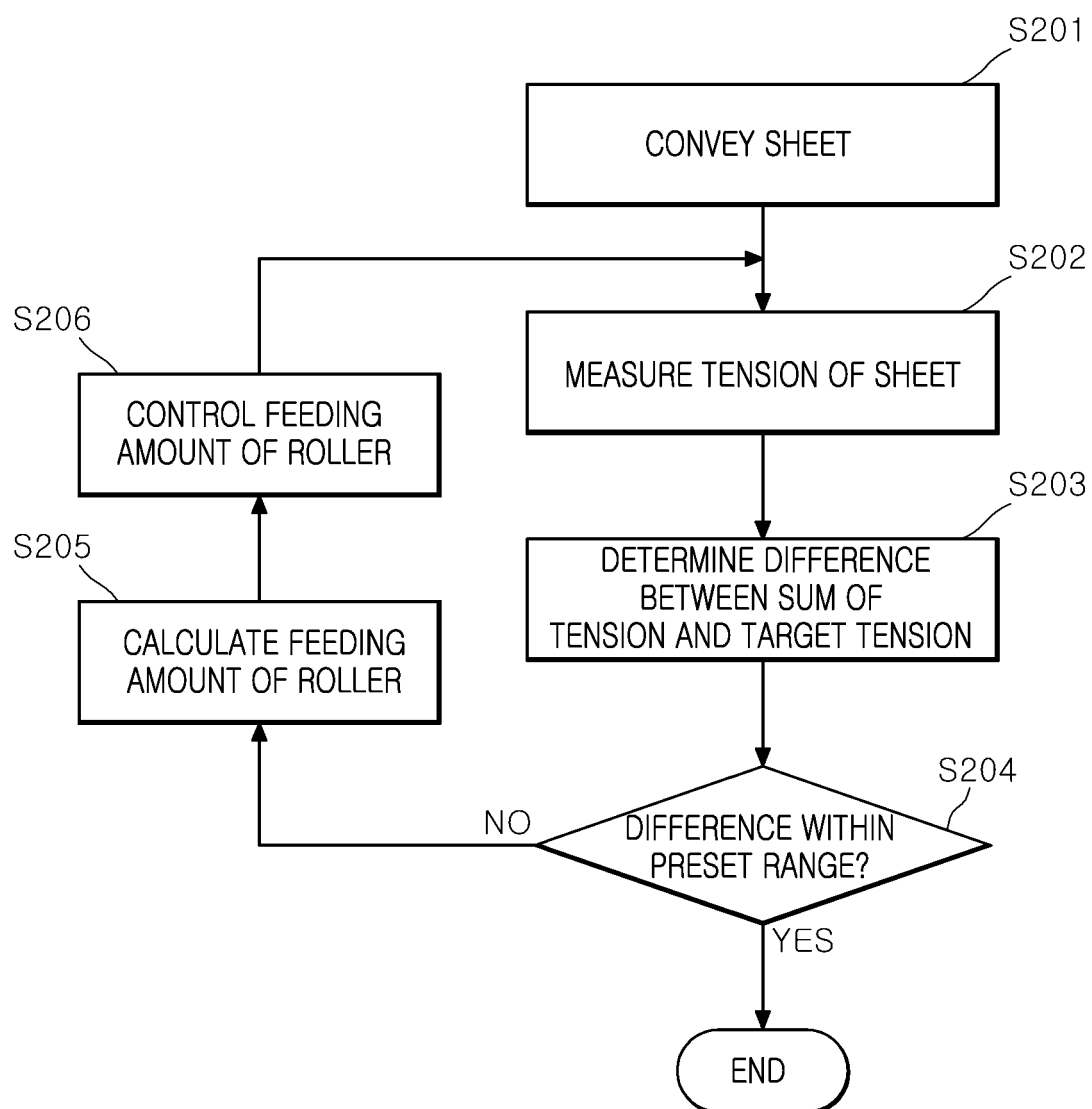 S201
CONVEY SHEET
S202
MEASURE TENSION OF SHEET
S203
DETERMINE DIFFERENCE
BETWEEN SUM OF
TENSION AND TARGET TENSION
S204
DIFFERENCE WITHIN
PRESET RANGE?
NO
YES
S205
CALCULATE FEEDING
AMOUNT OF ROLLER
S206
CONTROL FEEDING
AMOUNT OF ROLLER
END